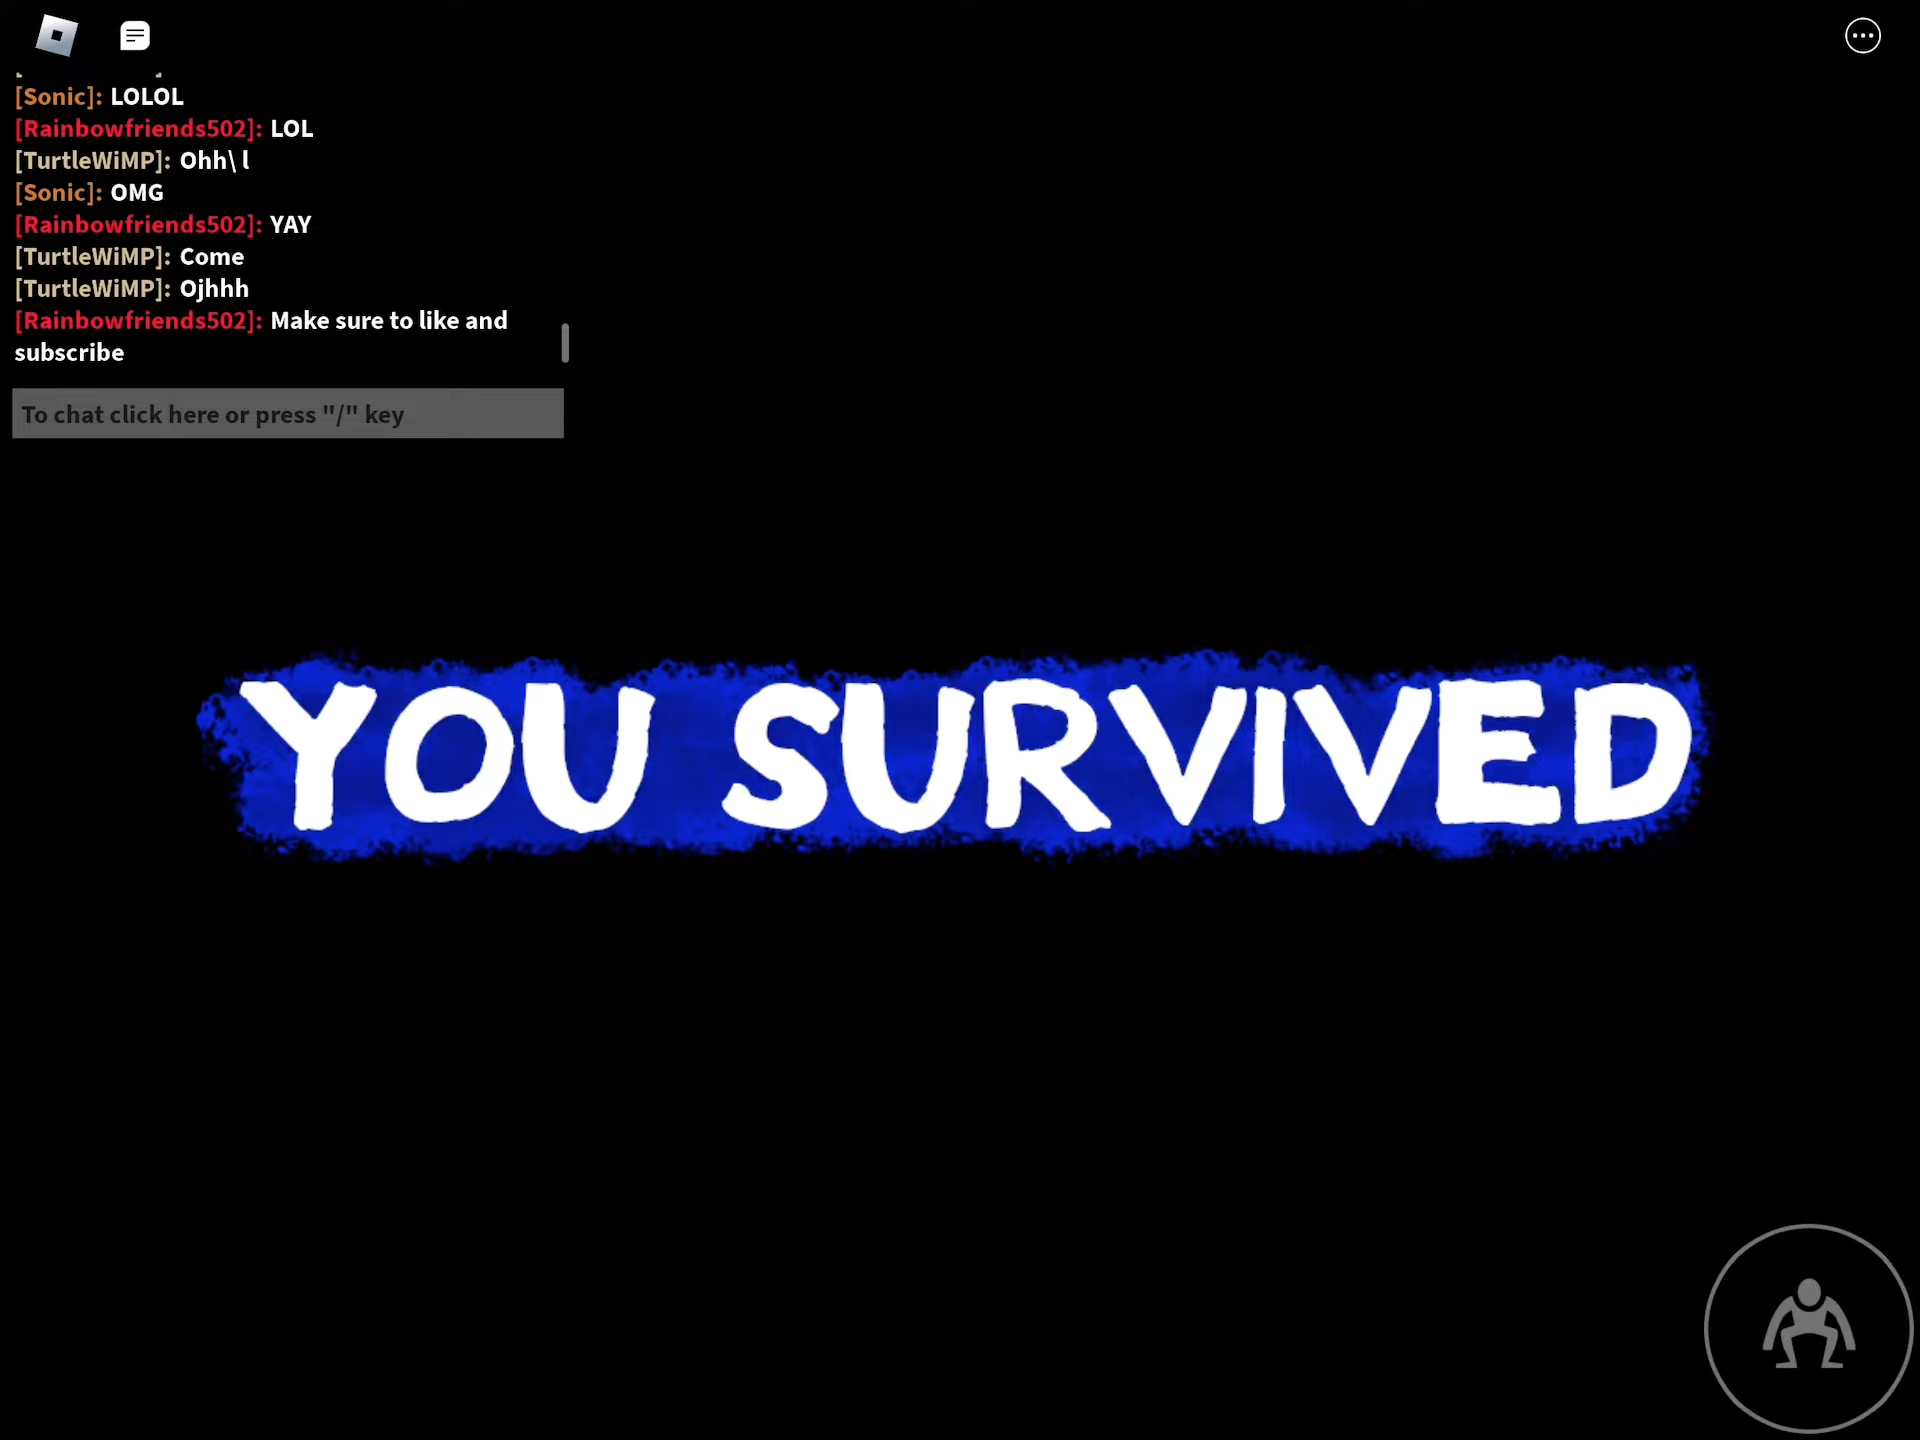 [Sonic]: LOLOL
[Rainbowfriends502]: LOL
[TurtleWiMP]: Ohh\ l
[Sonic]: OMG
[Rainbowfriends502]: YAY
[TurtleWiMP]: Come
[TurtleWiMP]: Ojhhh
[Rainbowfriends502]: Make sure to like and
subscribe
To chat click here or press "/" key
YOU SURVIVED